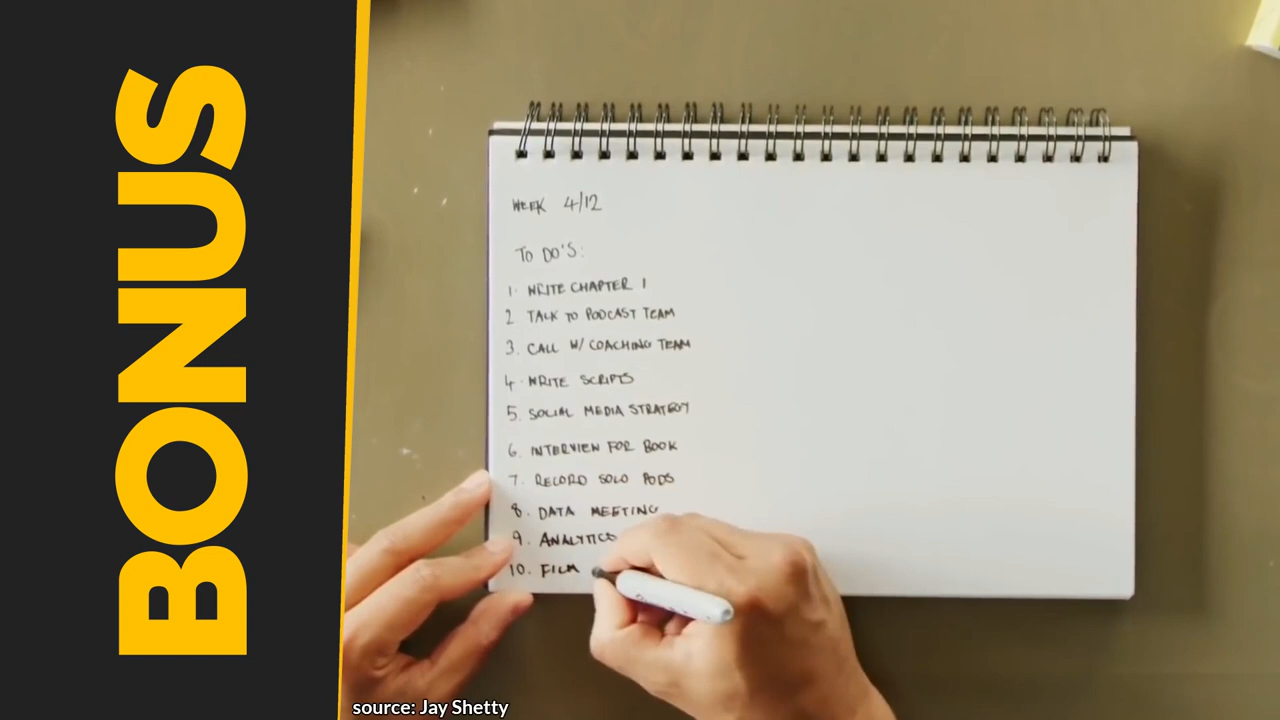 BONUS
WEEK 4/12
TO DO'S:
1. WRITE CHAPTER 1
2 TALK TO PODCAST TEAM
3. CALL W/ COACHING TEAM
4. WRITE SCRIPTS
5. SOCIAL MEDIA STRATEGY
6. INTERVIEW FOR BOOK
7. RECORD SOLO PODS
8. DATA MEETING
9. ANALYTICS
10. FILM
source: Jay Shetty